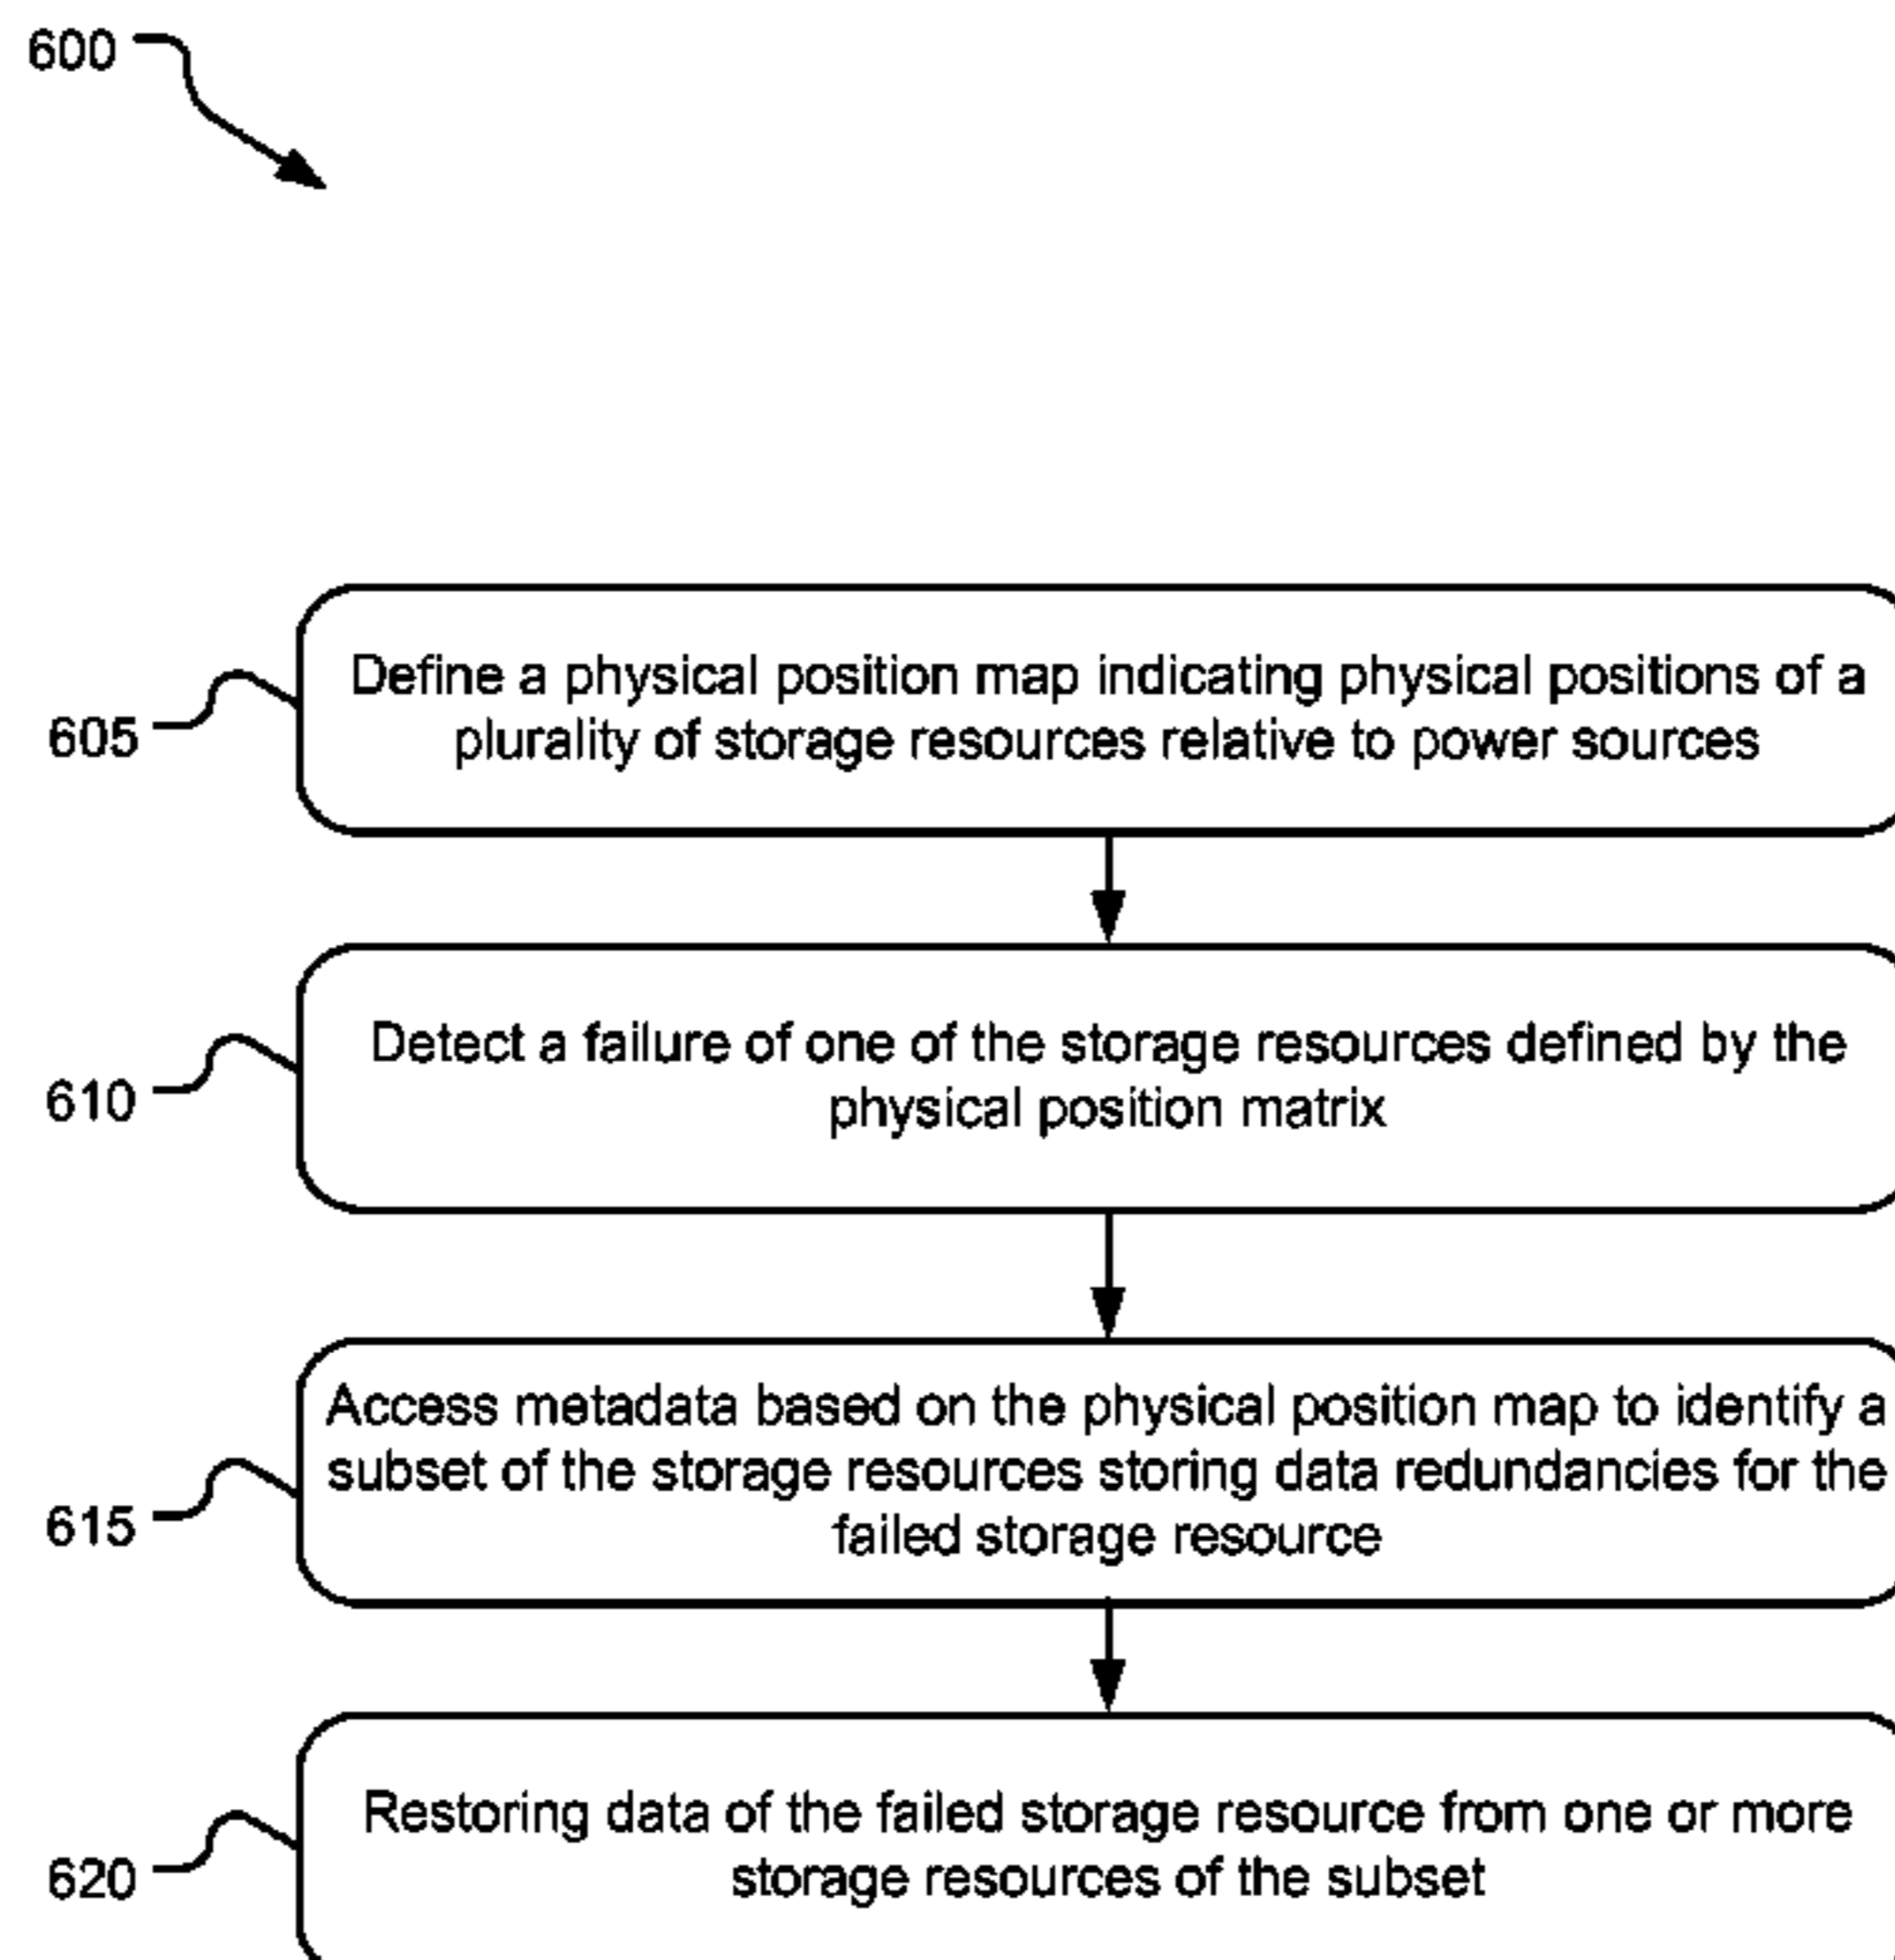 600
605
Define a physical position map indicating physical positions of a
plurality of storage resources relative to power sources
610
Detect a failure of one of the storage resources defined by the
physical position matrix
615
Access metadata based on the physical position map to identify a
subset of the storage resources storing data redundancies for the
failed storage resource
620
Restoring data of the failed storage resource from one or more
storage resources of the subset